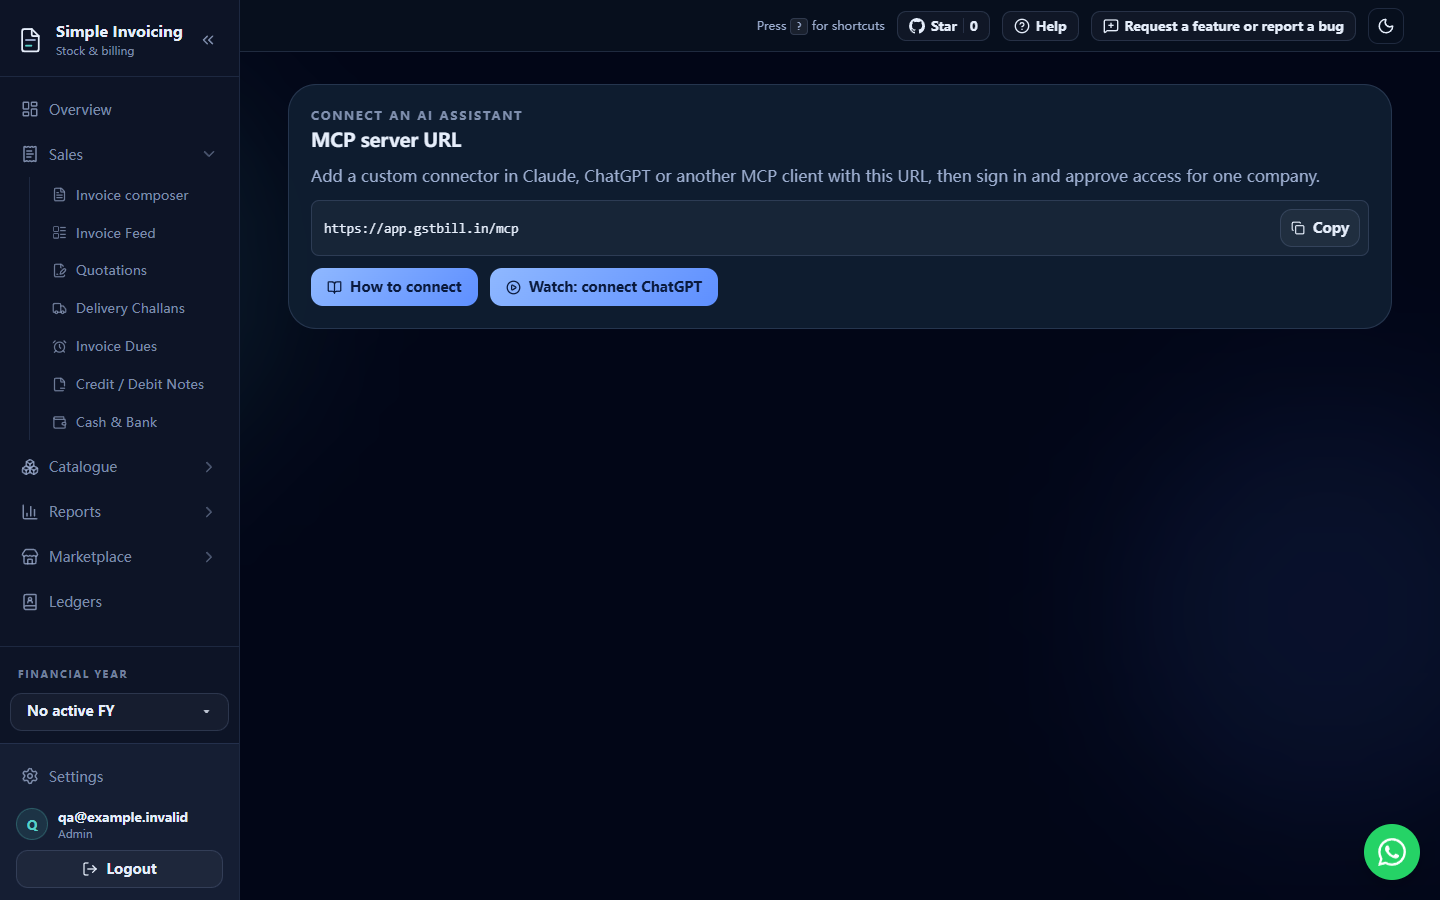 Simple Invoicing
Stock & billing
Press ? for shortcuts
Star 0
Help
Request a feature or report a bug
Overview
Sales
Invoice composer
Invoice Feed
Quotations
Delivery Challans
Invoice Dues
Credit / Debit Notes
Cash & Bank
Catalogue
Reports
Marketplace
Ledgers
FINANCIAL YEAR
No active FY
Settings
Q
qa@example.invalid
Admin
Logout
CONNECT AN AI ASSISTANT
MCP server URL
Add a custom connector in Claude, ChatGPT or another MCP client with this URL, then sign in and approve access for one company.
https://app.gstbill.in/mcp
Copy
How to connect
Watch: connect ChatGPT